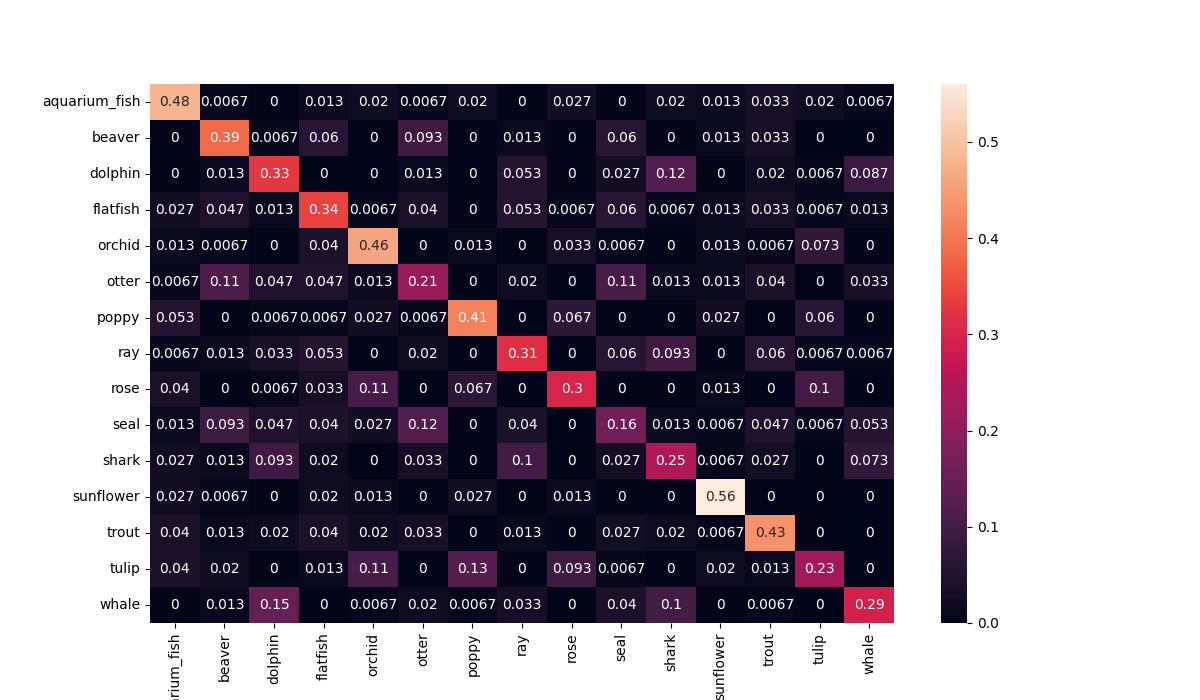 aquarium_fish 0.48 0.0067 0 0.013 0.02 0.0067 0.02 0 0.027 0 0.02 0.013 0.033 0.02 0.0067
beaver 0 0.39 0.0067 0.06 0 0.093 0 0.013 0 0.06 0 0.013 0.033 0 0
0.5
dolphin 0 0.013 0.33 0 0 0.013 0 0.053 0 0.027 0.12 0 0.02 0.0067 0.087
flatfish 0.027 0.047 0.013 0.34 0.0067 0.04 0 0.053 0.0067 0.06 0.0067 0.013 0.033 0.0067 0.013
0.4
orchid 0.013 0.0067 0 0.04 0.46 0 0.013 0 0.033 0.0067 0 0.013 0.0067 0.073 0
otter 0.0067 0.11 0.047 0.047 0.013 0.21 0 0.02 0 0.11 0.013 0.013 0.04 0 0.033
poppy 0.053 0 0.0067 0.0067 0.027 0.0067 0.41 0 0.067 0 0 0.027 0 0.06 0
0.3
ray 0.0067 0.013 0.033 0.053 0 0.02 0 0.31 0 0.06 0.093 0 0.06 0.0067 0.0067
rose 0.04 0 0.0067 0.033 0.11 0 0.067 0 0.3 0 0 0.013 0 0.1 0
seal 0.013 0.093 0.047 0.04 0.027 0.12 0 0.04 0 0.16 0.013 0.0067 0.047 0.0067 0.053
0.2
shark 0.027 0.013 0.093 0.02 0 0.033 0 0.1 0 0.027 0.25 0.0067 0.027 0 0.073
sunflower 0.027 0.0067 0 0.02 0.013 0 0.027 0 0.013 0 0 0.56 0 0 0
0.1
trout 0.04 0.013 0.02 0.04 0.02 0.033 0 0.013 0 0.027 0.02 0.0067 0.43 0 0
tulip 0.04 0.02 0 0.013 0.11 0 0.13 0 0.093 0.0067 0 0.02 0.013 0.23 0
whale 0 0.013 0.15 0 0.0067 0.02 0.0067 0.033 0 0.04 0.1 0 0.0067 0 0.29
0.0
rium_fish
beaver
dolphin
flatfish
orchid
otter
poppy
ray
rose
seal
shark
sunflower
trout
tulip
whale